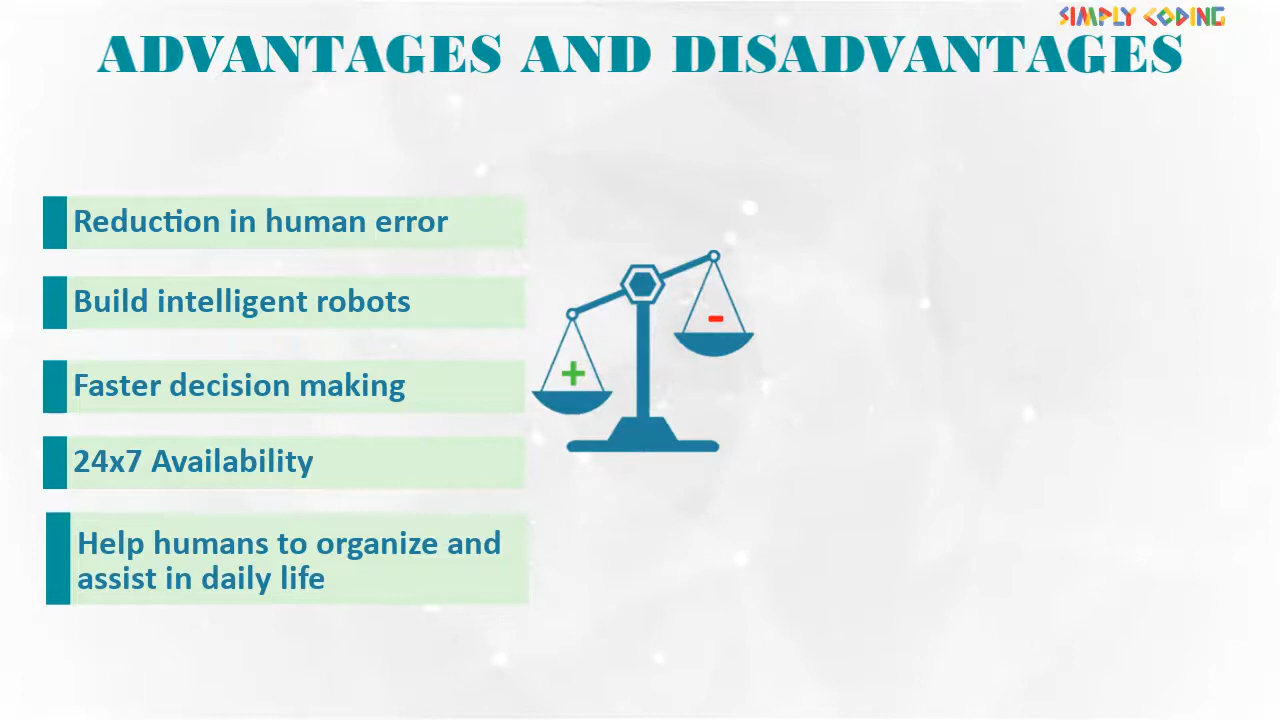 SIMPLY CODING
ADVANTAGES AND DISADVANTAGES
Reduction in human error
Build intelligent robots
Faster decision making
24x7 Availability
Help humans to organize and
assist in daily life
+
-